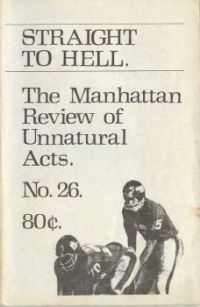 STRAIGHT
TO HELL.
The Manhattan
Review of
Unnatural
Acts.
No. 26.
80¢.